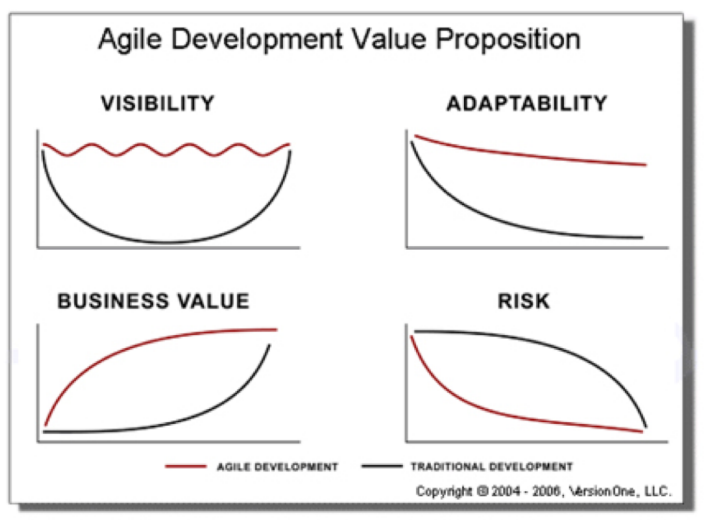 Agile Development Value Proposition
VISIBILITY
ADAPTABILITY
BUSINESS VALUE
RISK
AGILE DEVELOPMENT
TRADITIONAL DEVELOPMENT
Copyright © 2004 - 2006, VersionOne, LLC.